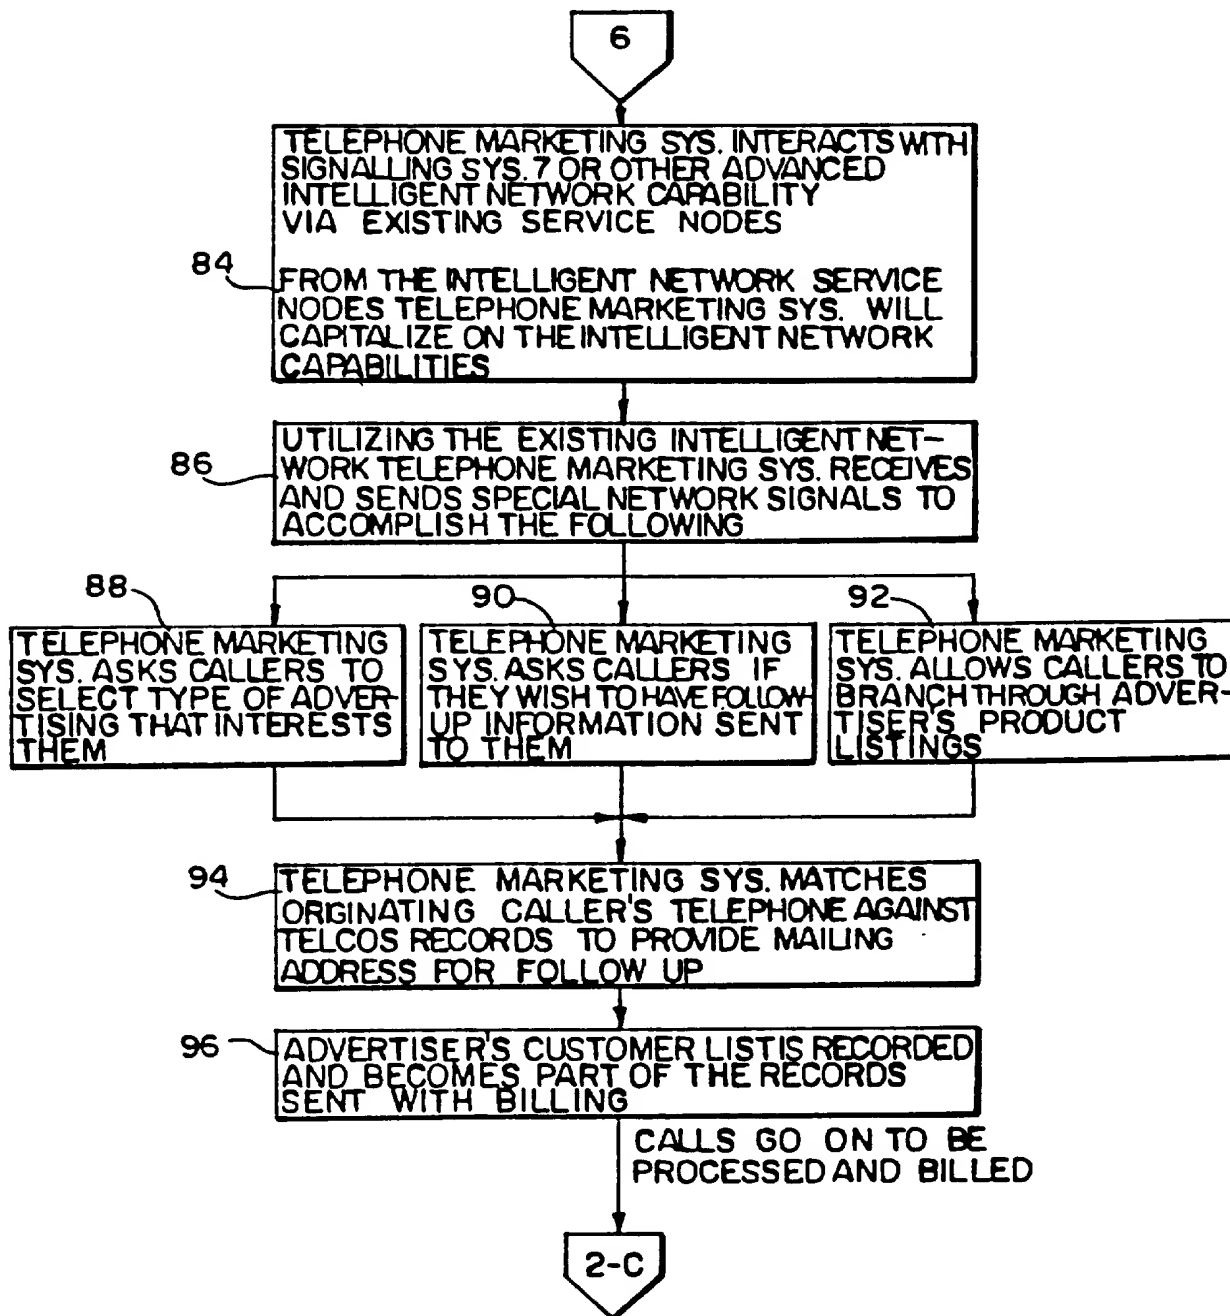 6
TELEPHONE MARKETING SYS. INTERACTS WITH
SIGNALLING SYS.7 OR OTHER ADVANCED
INTELLIGENT NETWORK CAPABILITY
VIA EXISTING SERVICE NODES
84
FROM THE INTELLIGENT NETWORK SERVICE
NODES TELEPHONE MARKETING SYS. WILL
CAPITALIZE ON THE INTELLIGENT NETWORK
CAPABILITIES
86
UTILIZING THE EXISTING INTELLIGENT NET-
WORK TELEPHONE MARKETING SYS. RECEIVES
AND SENDS SPECIAL NETWORK SIGNALS TO
ACCOMPLISH THE FOLLOWING
88
TELEPHONE MARKETING
SYS. ASKS CALLERS TO
SELECT TYPE OF ADVER-
TISING THAT INTERESTS
THEM
90
TELEPHONE MARKETING
SYS. ASKS CALLERS IF
THEY WISH TO HAVE FOLLOW-
UP INFORMATION SENT
TO THEM
92
TELEPHONE MARKETING
SYS. ALLOWS CALLERS TO
BRANCH THROUGH ADVER-
TISER'S PRODUCT
LISTINGS
94
TELEPHONE MARKETING SYS. MATCHES
ORIGINATING CALLER'S TELEPHONE AGAINST
TELCOS RECORDS TO PROVIDE MAILING
ADDRESS FOR FOLLOW UP
96
ADVERTISER'S CUSTOMER LIST IS RECORDED
AND BECOMES PART OF THE RECORDS
SENT WITH BILLING
CALLS GO ON TO BE
PROCESSED AND BILLED
2-C